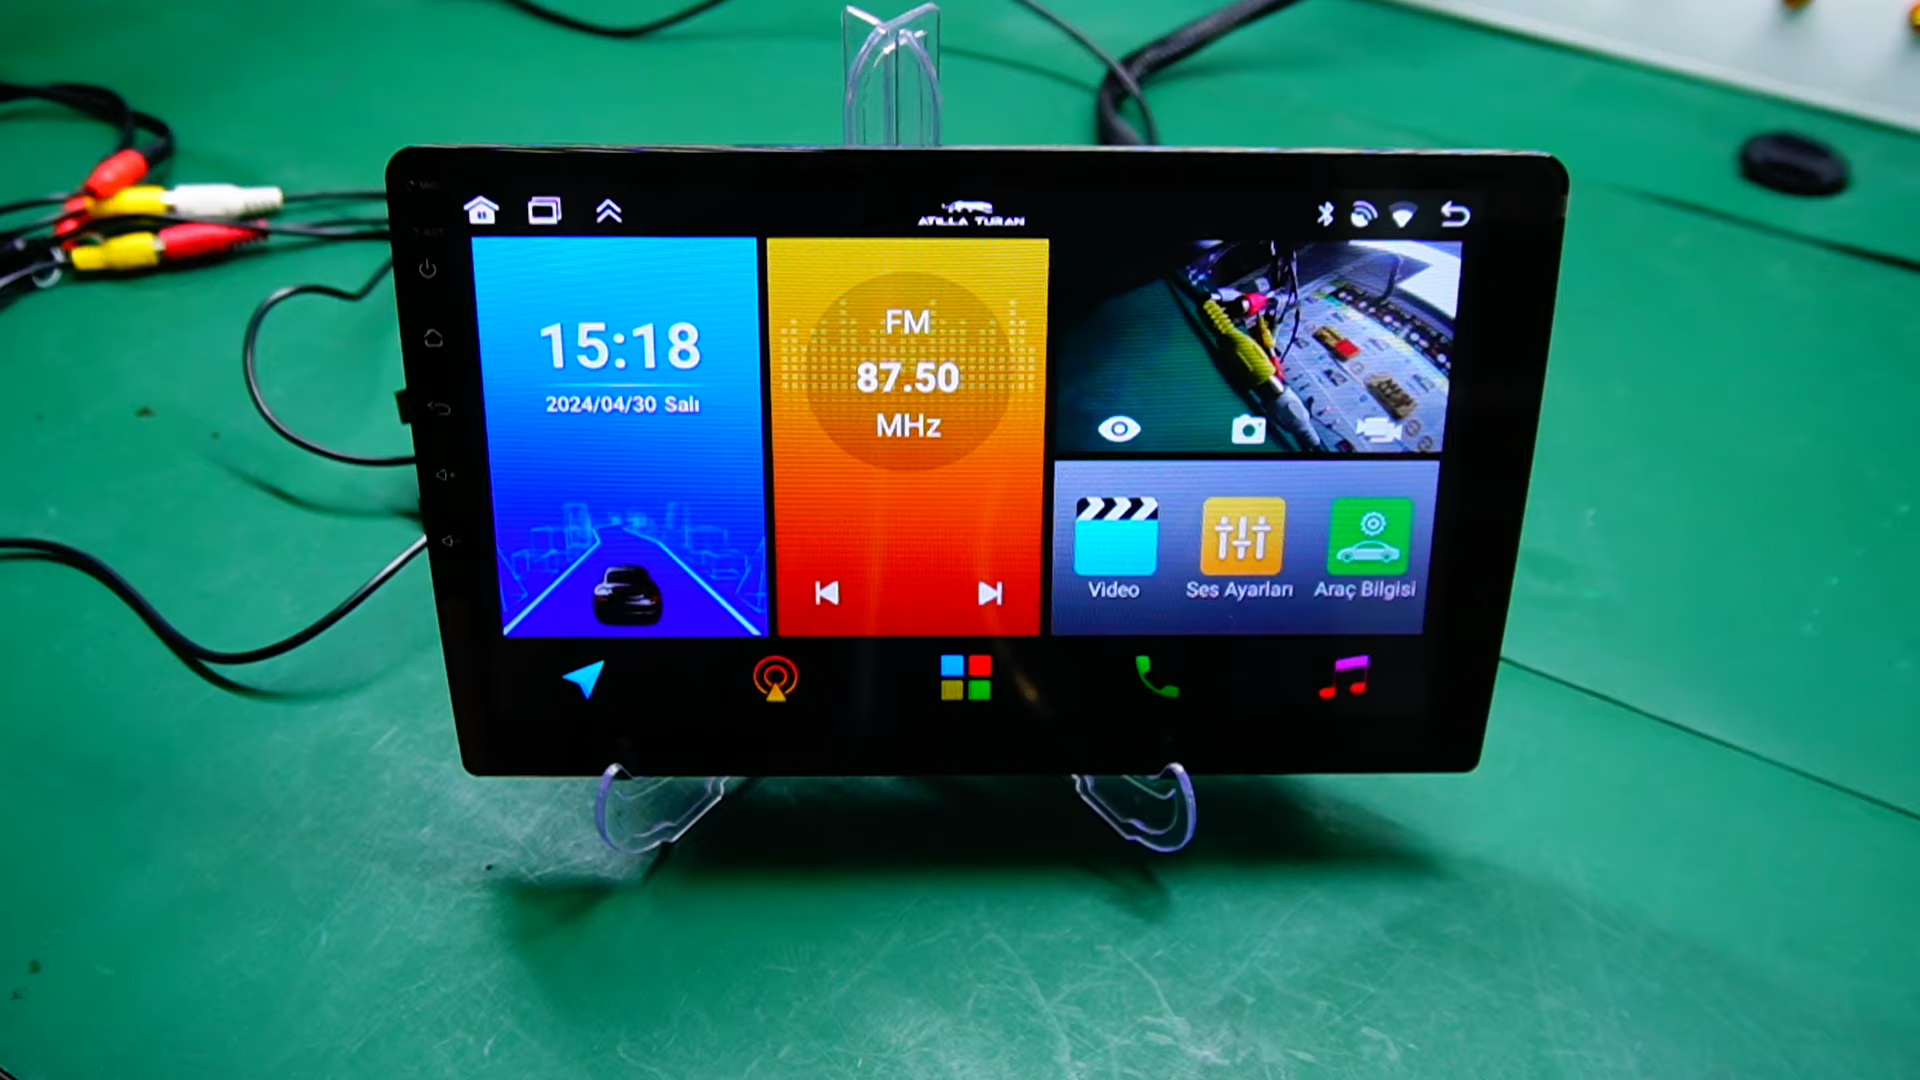 ATILLA TURAN
15:18
2024/04/30 Salı
FM
87.50
MHz
Video
Ses Ayarları
Araç Bilgisi